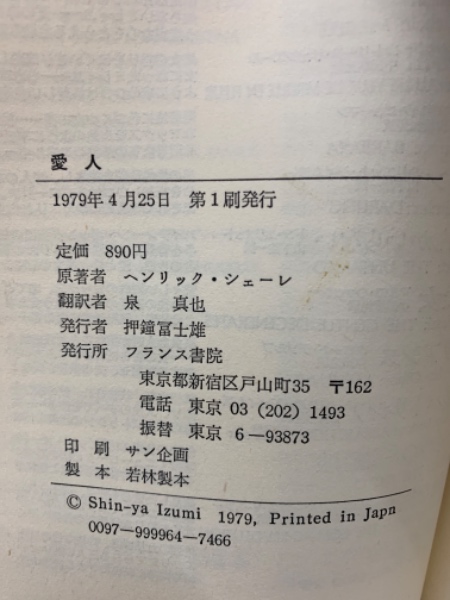 愛人
1979年4月25日 第1刷発行
定価 890円
原著者 ヘンリック・シェーレ
翻訳者 泉 真也
発行者 押鐘冨士雄
発行所 フランス書院
東京都新宿区戸山町35 〒162
電話 東京 03 (202) 1493
振替 東京 6-93873
印刷 サン企画
製本 若林製本
© Shin-ya Izumi 1979, Printed in Japn
0097-999964-7466